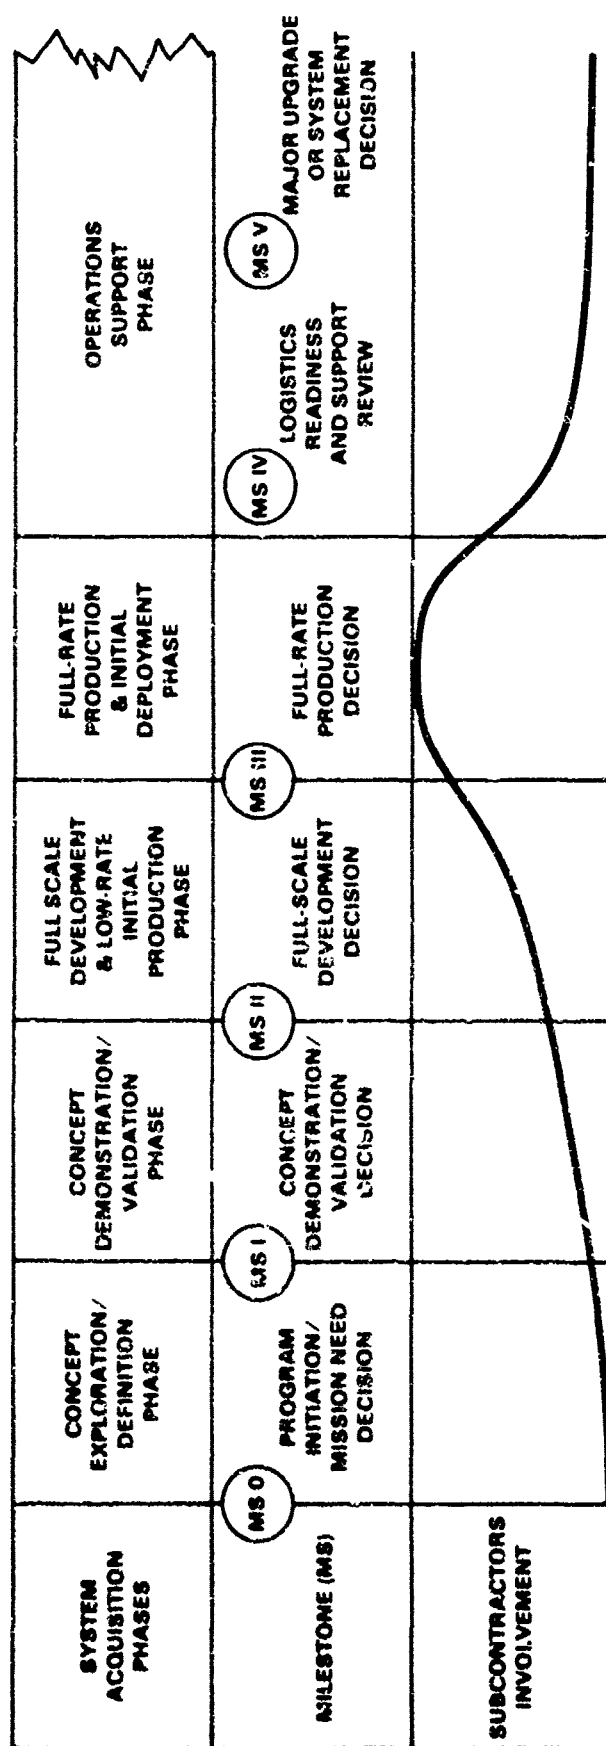 SYSTEM
ACQUISITION
PHASES
CONCEPT
EXPLORATION/
DEFINITION
PHASE
CONCEPT
DEMONSTRATION/
VALIDATION
PHASE
FULL SCALE
DEVELOPMENT
& LOW-RATE
INITIAL
PRODUCTION
PHASE
FULL-RATE
PRODUCTION
& INITIAL
DEPLOYMENT
PHASE
OPERATIONS
SUPPORT
PHASE
MILESTONE (MS)
MS 0
PROGRAM
INITIATION/
MISSION NEED
DECISION
MS I
CONCEPT
DEMONSTRATION/
VALIDATION
DECISION
MS II
FULL-SCALE
DEVELOPMENT
DECISION
MS III
FULL-RATE
PRODUCTION
DECISION
MS IV
LOGISTICS
READINESS
AND SUPPORT
REVIEW
MS V
MAJOR UPGRADE
OR SYSTEM
REPLACEMENT
DECISION
SUBCONTRACTORS
INVOLVEMENT